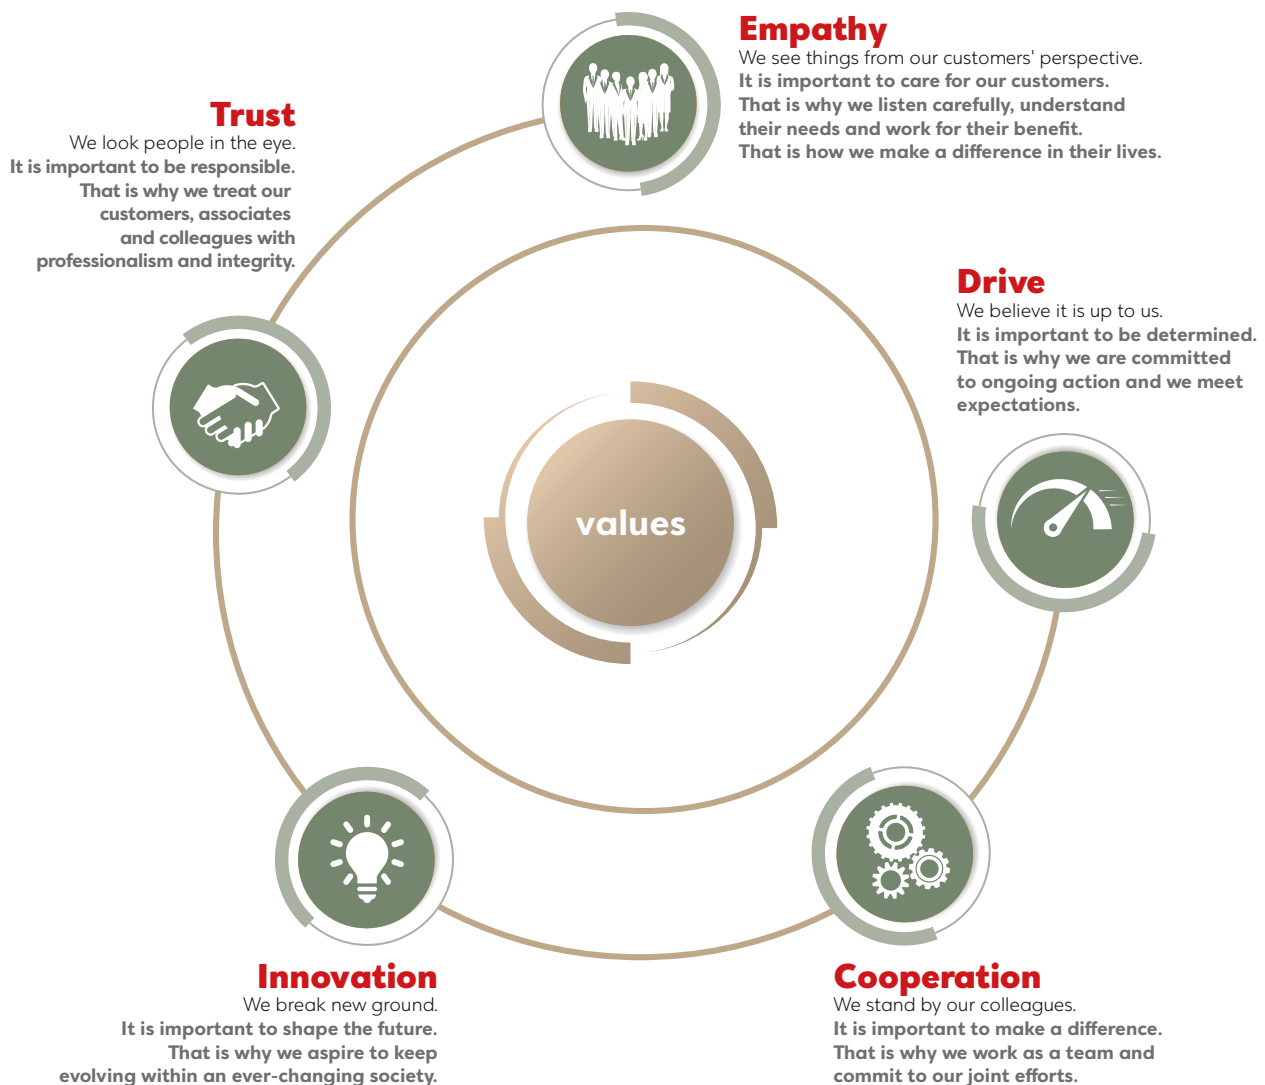 Empathy
We see things from our customers' perspective.
It is important to care for our customers.
That is why we listen carefully, understand
their needs and work for their benefit.
That is how we make a difference in their lives.
Trust
We look people in the eye.
It is important to be responsible.
That is why we treat our
customers, associates
and colleagues with
professionalism and integrity.
Drive
We believe it is up to us.
It is important to be determined.
That is why we are committed
to ongoing action and we meet
expectations.
values
Innovation
We break new ground.
It is important to shape the future.
That is why we aspire to keep
evolving within an ever-changing society.
Cooperation
We stand by our colleagues.
It is important to make a difference.
That is why we work as a team and
commit to our joint efforts.